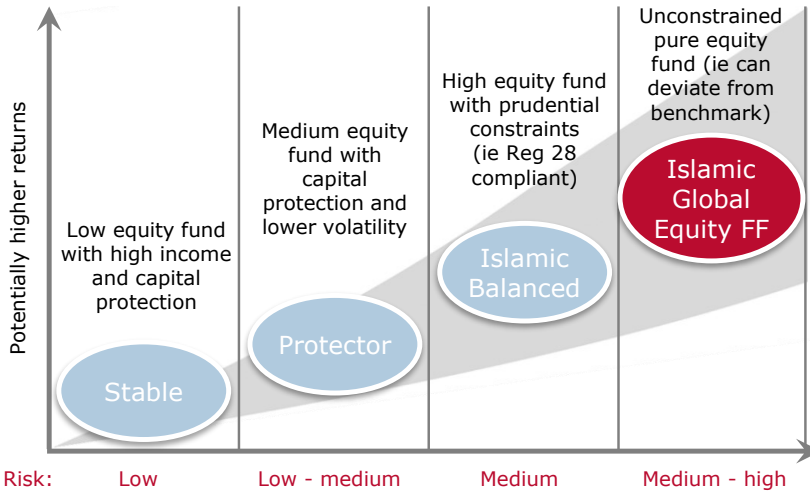 Potentially higher returns
Low equity fund
with high income
and capital
protection
Stable
Medium equity
fund with
capital
protection and
lower volatility
Protector
High equity fund
with prudential
constraints
(ie Reg 28
compliant)
Islamic
Balanced
Unconstrained
pure equity
fund (ie can
deviate from
benchmark)
Islamic
Global
Equity FF
Risk:
Low
Low - medium
Medium
Medium - high